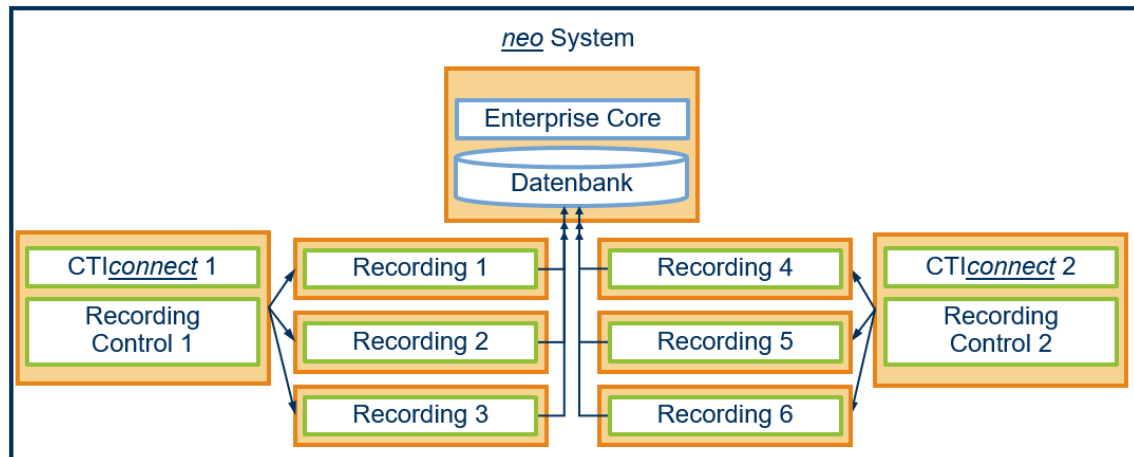 neo System
Enterprise Core
Datenbank
CTIconnect 1
Recording
Control 1
Recording 1
Recording 2
Recording 3
Recording 4
Recording 5
Recording 6
CTIconnect 2
Recording
Control 2